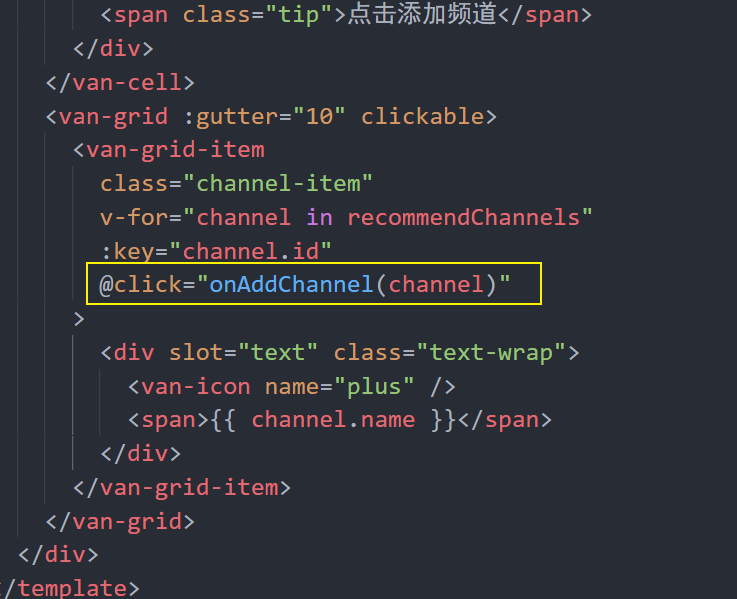 <span class="tip">点击添加频道</span>
</div>
</van-cell>
<van-grid :gutter="10" clickable>
<van-grid-item
class="channel-item"
v-for="channel in recommendChannels"
:key="channel.id"
@click="onAddChannel(channel)"
>
<div slot="text" class="text-wrap">
<van-icon name="plus" />
<span>{{ channel.name }}</span>
</div>
</van-grid-item>
</van-grid>
</div>
</template>